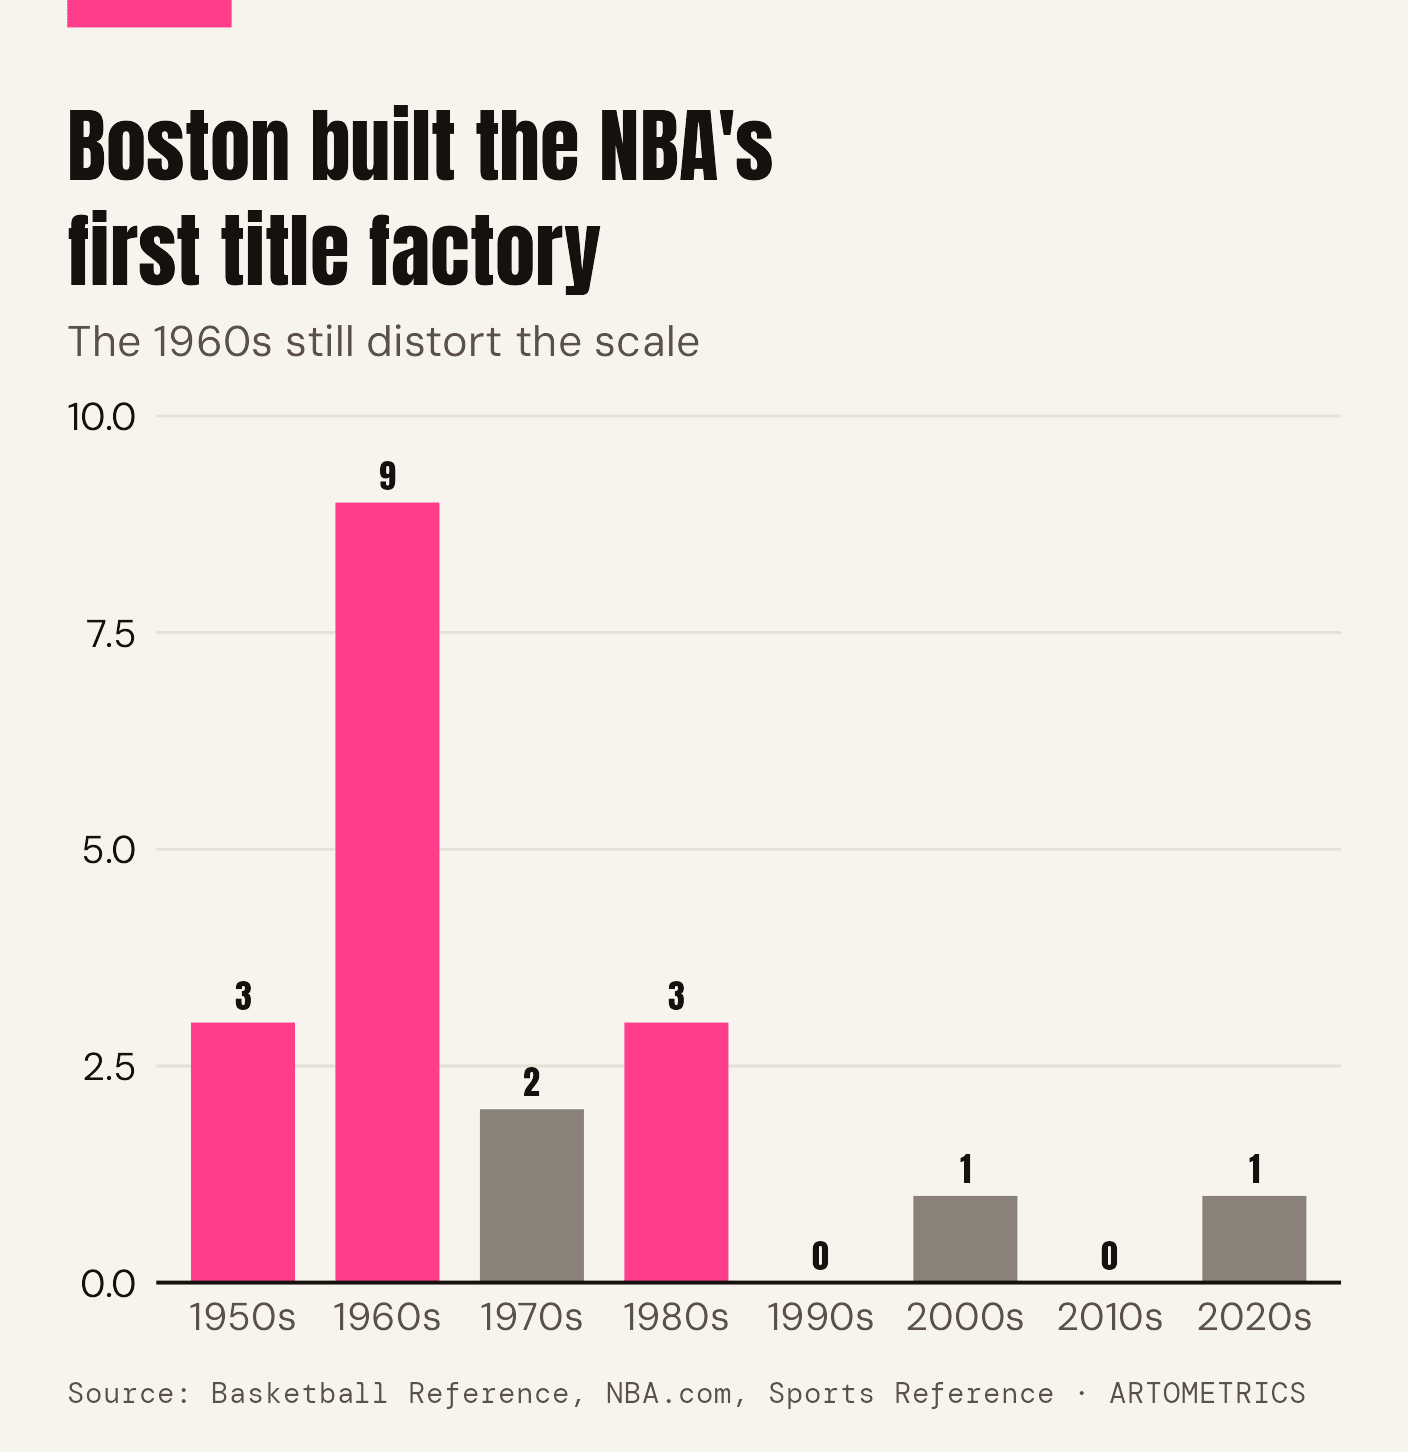 Boston built the NBA's
first title factory
The 1960s still distort the scale
10.0
9
7.5
5.0
3
3
2.5
2
1
1
0
0
0.0
1950s 1960s 1970s 1980s 1990s 2000s 2010s 2020s
Source: Basketball Reference, NBA.com, Sports Reference · ARTOMETRICS